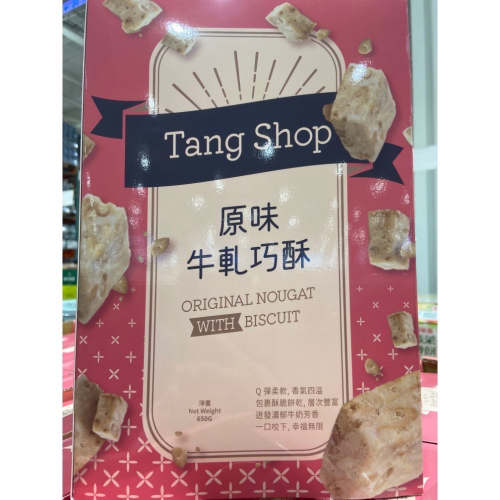 Tang Shop
原味
牛軋巧酥
ORIGINAL NOUGAT
WITH BISCUIT
淨重
Net Weight
650G
Q 彈柔軟, 香氣四溢
包裹酥脆餅乾, 層次豐富
迸發濃郁牛奶芳香
一口咬下, 幸福無限